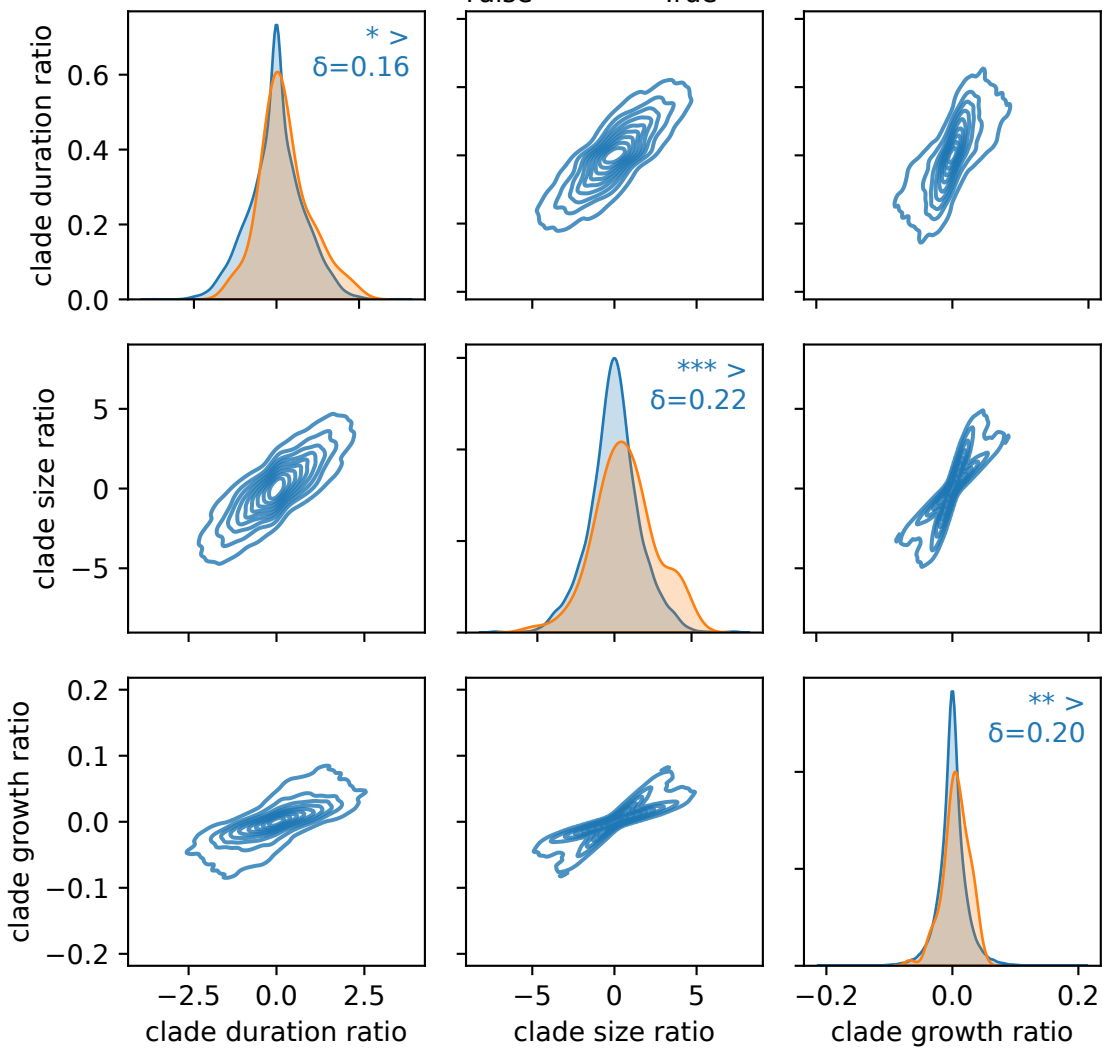 False True
clade duration ratio
0.6
0.4
0.2
0.0
* >
δ=0.16
clade size ratio
5
0
−5
*** >
δ=0.22
clade growth ratio
0.2
0.1
0.0
−0.1
−0.2
** >
δ=0.20
−2.5 0.0 2.5
−5 0 5
−0.2 0.0 0.2
clade duration ratio
clade size ratio
clade growth ratio